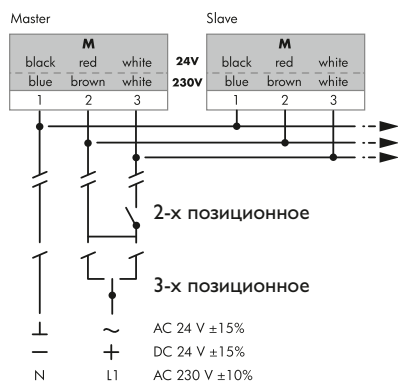 Master Slave
M M
black red white 24V black red white
blue brown white 230V blue brown white
1 2 3 1 2 3
2-х позиционное
3-х позиционное
⊥ ~ AC 24 V ±15%
− + DC 24 V ±15%
N L1 AC 230 V ±10%